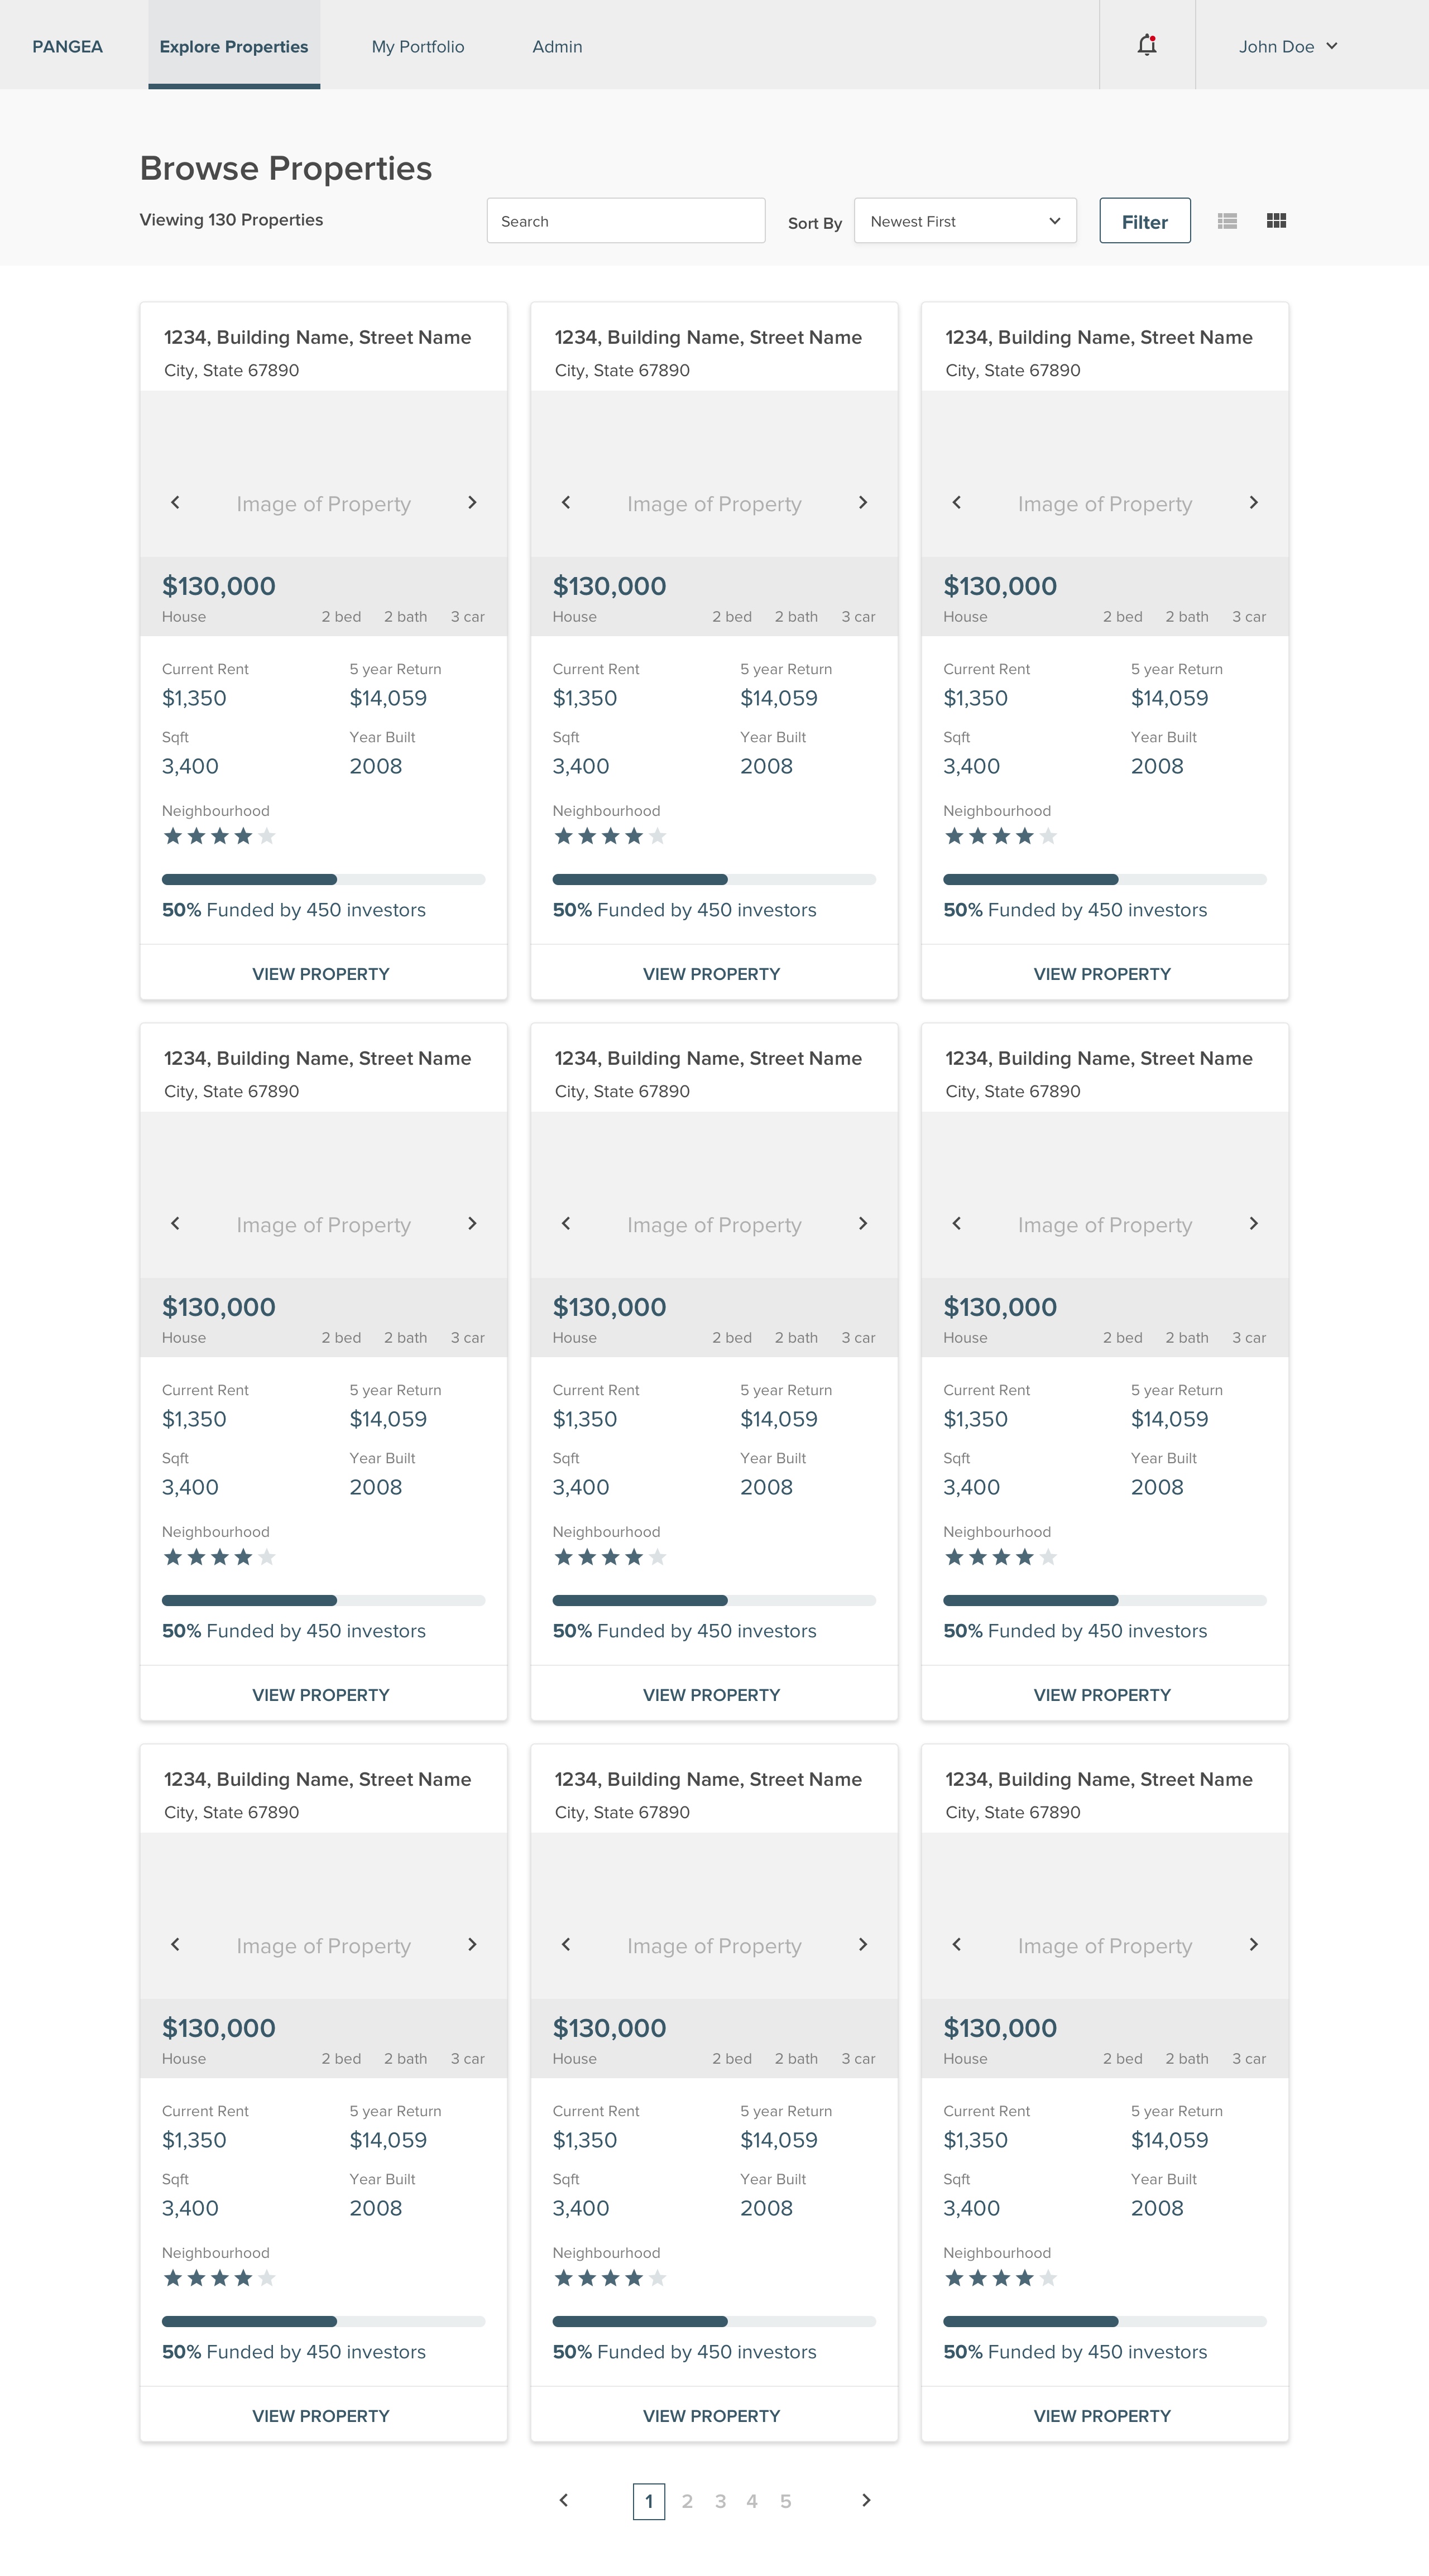 PANGEA Explore Properties My Portfolio Admin John Doe
Browse Properties
Viewing 130 Properties Search Sort By Newest First Filter
1234, Building Name, Street Name 1234, Building Name, Street Name 1234, Building Name, Street Name
City, State 67890 City, State 67890 City, State 67890
Image of Property Image of Property Image of Property
$130,000 $130,000 $130,000
House 2 bed 2 bath 3 car House 2 bed 2 bath 3 car House 2 bed 2 bath 3 car
Current Rent 5 year Return Current Rent 5 year Return Current Rent 5 year Return
$1,350 $14,059 $1,350 $14,059 $1,350 $14,059
Sqft Year Built Sqft Year Built Sqft Year Built
3,400 2008 3,400 2008 3,400 2008
Neighbourhood Neighbourhood Neighbourhood
50% Funded by 450 investors 50% Funded by 450 investors 50% Funded by 450 investors
VIEW PROPERTY VIEW PROPERTY VIEW PROPERTY
1234, Building Name, Street Name 1234, Building Name, Street Name 1234, Building Name, Street Name
City, State 67890 City, State 67890 City, State 67890
Image of Property Image of Property Image of Property
$130,000 $130,000 $130,000
House 2 bed 2 bath 3 car House 2 bed 2 bath 3 car House 2 bed 2 bath 3 car
Current Rent 5 year Return Current Rent 5 year Return Current Rent 5 year Return
$1,350 $14,059 $1,350 $14,059 $1,350 $14,059
Sqft Year Built Sqft Year Built Sqft Year Built
3,400 2008 3,400 2008 3,400 2008
Neighbourhood Neighbourhood Neighbourhood
50% Funded by 450 investors 50% Funded by 450 investors 50% Funded by 450 investors
VIEW PROPERTY VIEW PROPERTY VIEW PROPERTY
1234, Building Name, Street Name 1234, Building Name, Street Name 1234, Building Name, Street Name
City, State 67890 City, State 67890 City, State 67890
Image of Property Image of Property Image of Property
$130,000 $130,000 $130,000
House 2 bed 2 bath 3 car House 2 bed 2 bath 3 car House 2 bed 2 bath 3 car
Current Rent 5 year Return Current Rent 5 year Return Current Rent 5 year Return
$1,350 $14,059 $1,350 $14,059 $1,350 $14,059
Sqft Year Built Sqft Year Built Sqft Year Built
3,400 2008 3,400 2008 3,400 2008
Neighbourhood Neighbourhood Neighbourhood
50% Funded by 450 investors 50% Funded by 450 investors 50% Funded by 450 investors
VIEW PROPERTY VIEW PROPERTY VIEW PROPERTY
1 2 3 4 5